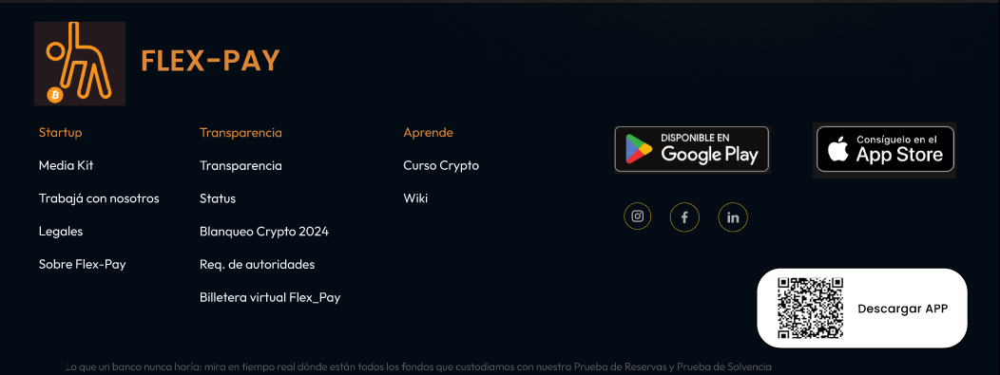 FLEX-PAY
Startup
Media Kit
Trabajá con nosotros
Legales
Sobre Flex-Pay
Transparencia
Transparencia
Status
Blanqueo Crypto 2024
Req. de autoridades
Billetera virtual Flex_Pay
Aprende
Curso Crypto
Wiki
DISPONIBLE EN
Google Play
Consíguelo en el
App Store
in
Descargar APP
Lo que un banco nunca haría: mira en tiempo real dónde están todos los fondos que custodiamos con nuestra Prueba de Reservas y Prueba de Solvencia